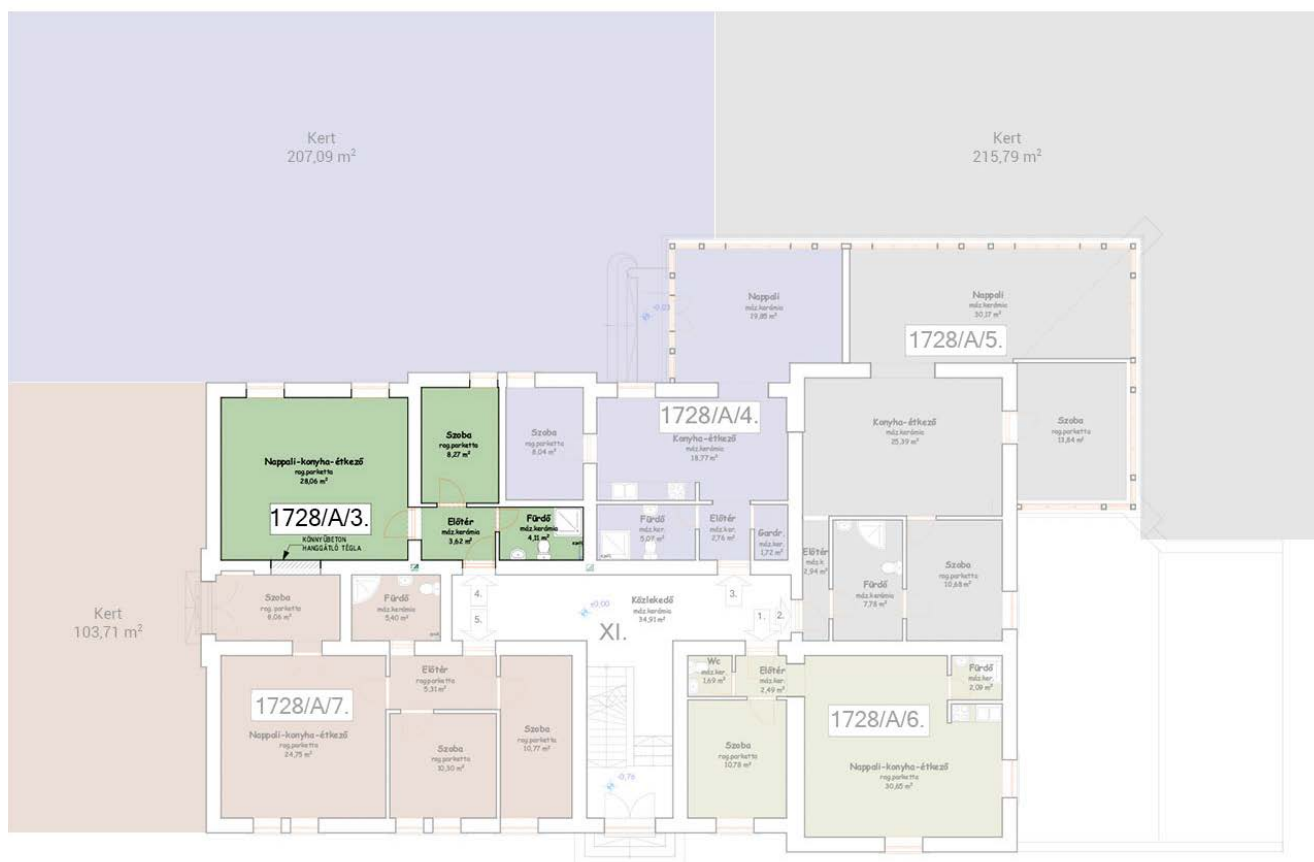 Kert
207,09 m²
Kert
215,79 m²
Nappali
máz.kerámia
19,85 m²
Nappali
máz.kerámia
30,17 m²
1728/A/5.
-0,03
Szoba
rag.parketta
8,27 m²
Szoba
rag.parketta
8,04 m²
1728/A/4.
Konyha-étkező
máz.kerámia
18,77 m²
Konyha-étkező
máz.kerámia
25,39 m²
Szoba
rag.parketta
13,84 m²
Nappali-konyha-étkező
rag.parketta
28,06 m²
1728/A/3.
KÖNNYŰBETON
HANGGÁTLÓ TÉGLA
Előtér
máz.kerámia
3,62 m²
Fürdő
máz.kerámia
4,11 m²
Fürdő
máz.ker.
5,09 m²
Előtér
máz.ker.
2,76 m²
Gardr.
máz.ker.
1,72 m²
Előtér
máz.k
2,94 m²
Fürdő
máz.kerámia
7,78 m²
Szoba
rag.parketta
10,68 m²
Kert
103,71 m²
Szoba
rag. parketta
8,06 m²
Fürdő
máz.kerámia
5,40 m²
4.
5.
±0,00
Közlekedő
máz.kerámia
34,91 m²
XI.
3.
1.
2.
Előtér
rag.parketta
5,31 m²
Wc
máz.ker.
1,69 m²
Előtér
máz.ker.
2,49 m²
Fürdő
máz.ker.
2,09 m²
1728/A/7.
Nappali-konyha-étkező
rag.parketta
24,75 m²
Szoba
rag.parketta
10,30 m²
Szoba
rag.parketta
10,77 m²
-0,76
Szoba
rag.parketta
10,78 m²
1728/A/6.
Nappali-konyha-étkező
rag.parketta
30,65 m²